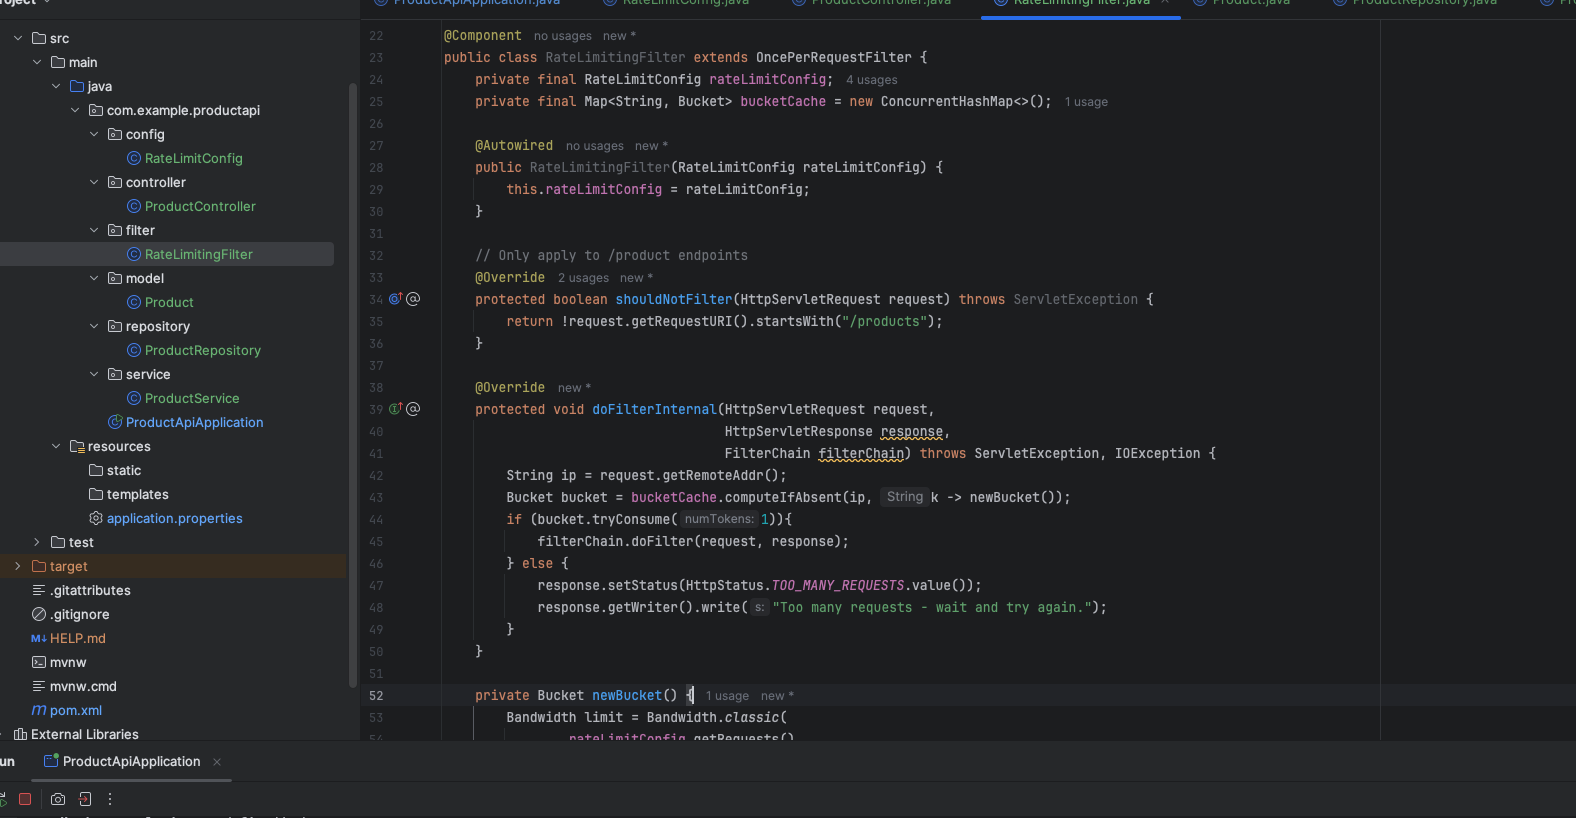 ProductApiApplication.java RateLimitConfig.java ProductController.java RateLimitingFilter.java Product.java ProductRepository.java
src
main
java
com.example.productapi
config
RateLimitConfig
controller
ProductController
filter
RateLimitingFilter
model
Product
repository
ProductRepository
service
ProductService
ProductApiApplication
resources
static
templates
application.properties
test
target
.gitattributes
.gitignore
HELP.md
mvnw
mvnw.cmd
pom.xml
External Libraries
22 @Component no usages new *
23 public class RateLimitingFilter extends OncePerRequestFilter {
24 private final RateLimitConfig rateLimitConfig; 4 usages
25 private final Map<String, Bucket> bucketCache = new ConcurrentHashMap<>(); 1 usage
26
27 @Autowired no usages new *
28 public RateLimitingFilter(RateLimitConfig rateLimitConfig) {
29 this.rateLimitConfig = rateLimitConfig;
30 }
31
32 // Only apply to /product endpoints
33 @Override 2 usages new *
34 protected boolean shouldNotFilter(HttpServletRequest request) throws ServletException {
35 return !request.getRequestURI().startsWith("/products");
36 }
37
38 @Override new *
39 protected void doFilterInternal(HttpServletRequest request,
40 HttpServletResponse response,
41 FilterChain filterChain) throws ServletException, IOException {
42 String ip = request.getRemoteAddr();
43 Bucket bucket = bucketCache.computeIfAbsent(ip, String k -> newBucket());
44 if (bucket.tryConsume( numTokens: 1)){
45 filterChain.doFilter(request, response);
46 } else {
47 response.setStatus(HttpStatus.TOO_MANY_REQUESTS.value());
48 response.getWriter().write( s: "Too many requests - wait and try again.");
49 }
50 }
51
52 private Bucket newBucket() { 1 usage new *
53 Bandwidth limit = Bandwidth.classic(
54 rateLimitConfig.getRequests()
ProductApiApplication